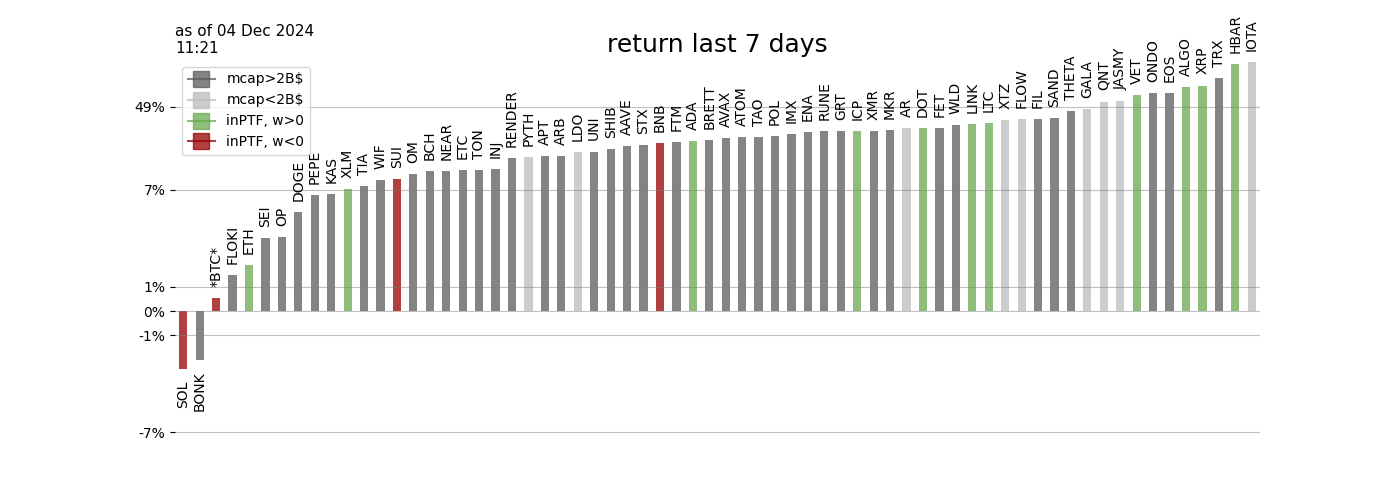 as of 04 Dec 2024
11:21
return last 7 days
mcap>2B$
mcap<2B$
inPTF, w>0
inPTF, w<0
49%
7%
1%
0%
-1%
-7%
SOL
BONK
*BTC*
FLOKI
ETH
SEI
OP
DOGE
PEPE
KAS
XLM
TIA
WIF
SUI
OM
BCH
NEAR
ETC
TON
INJ
RENDER
PYTH
APT
ARB
LDO
UNI
SHIB
AAVE
STX
BNB
FTM
ADA
BRETT
AVAX
ATOM
TAO
POL
IMX
ENA
RUNE
GRT
ICP
XMR
MKR
AR
DOT
FET
WLD
LINK
LTC
XTZ
FLOW
FIL
SAND
THETA
GALA
QNT
JASMY
VET
ONDO
EOS
ALGO
XRP
TRX
HBAR
IOTA